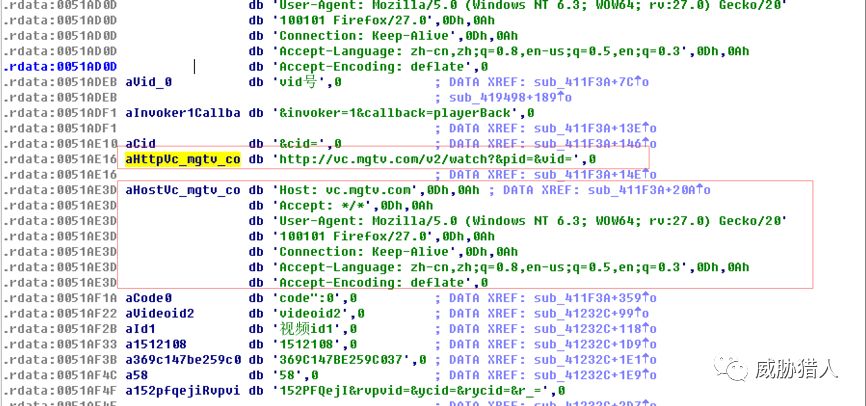 .rdata:0051AD0D db 'User-Agent: Mozilla/5.0 (Windows NT 6.3; WOW64; rv:27.0) Gecko/20'
.rdata:0051AD0D db '100101 Firefox/27.0',0Dh,0Ah
.rdata:0051AD0D db 'Connection: Keep-Alive',0Dh,0Ah
.rdata:0051AD0D db 'Accept-Language: zh-cn,zh;q=0.8,en-us;q=0.5,en;q=0.3',0Dh,0Ah
.rdata:0051AD0D db 'Accept-Encoding: deflate',0
.rdata:0051ADEB aVid_0 db 'vid号',0 ; DATA XREF: sub_411F3A+7C↑o
.rdata:0051ADEB ; sub_419498+189↑o
.rdata:0051ADF1 aInvoker1Callba db '&invoker=1&callback=playerBack',0
.rdata:0051ADF1 ; DATA XREF: sub_411F3A+13E↑o
.rdata:0051AE10 aCid db '&cid=',0 ; DATA XREF: sub_411F3A+146↑o
.rdata:0051AE16 aHttpVc_mgtv_co db 'http://vc.mgtv.com/v2/watch?&pid=&vid=',0
.rdata:0051AE16 ; DATA XREF: sub_411F3A+14E↑o
.rdata:0051AE3D aHostVc_mgtv_co db 'Host: vc.mgtv.com',0Dh,0Ah ; DATA XREF: sub_411F3A+20A↑o
.rdata:0051AE3D db 'Accept: */*',0Dh,0Ah
.rdata:0051AE3D db 'User-Agent: Mozilla/5.0 (Windows NT 6.3; WOW64; rv:27.0) Gecko/20'
.rdata:0051AE3D db '100101 Firefox/27.0',0Dh,0Ah
.rdata:0051AE3D db 'Connection: Keep-Alive',0Dh,0Ah
.rdata:0051AE3D db 'Accept-Language: zh-cn,zh;q=0.8,en-us;q=0.5,en;q=0.3',0Dh,0Ah
.rdata:0051AE3D db 'Accept-Encoding: deflate',0
.rdata:0051AF1A aCode0 db 'code":0',0 ; DATA XREF: sub_411F3A+359↑o
.rdata:0051AF22 aVideoid2 db 'videoid2',0 ; DATA XREF: sub_41232C+99↑o
.rdata:0051AF2B aId1 db '视频id1',0 ; DATA XREF: sub_41232C+118↑o
.rdata:0051AF33 a1512108 db '1512108',0 ; DATA XREF: sub_41232C+1D9↑o
.rdata:0051AF3B a369c147be259c0 db '369C147BE259C037',0 ; DATA XREF: sub_41232C+1E1↑o
.rdata:0051AF4C a58 db '58',0 ; DATA XREF: sub_41232C+1E9↑o
.rdata:0051AF4F a152pfqejiRvpvi db '152PFQejI&rvpvid=&ycid=&rycid=&r_=',0
威胁猎人